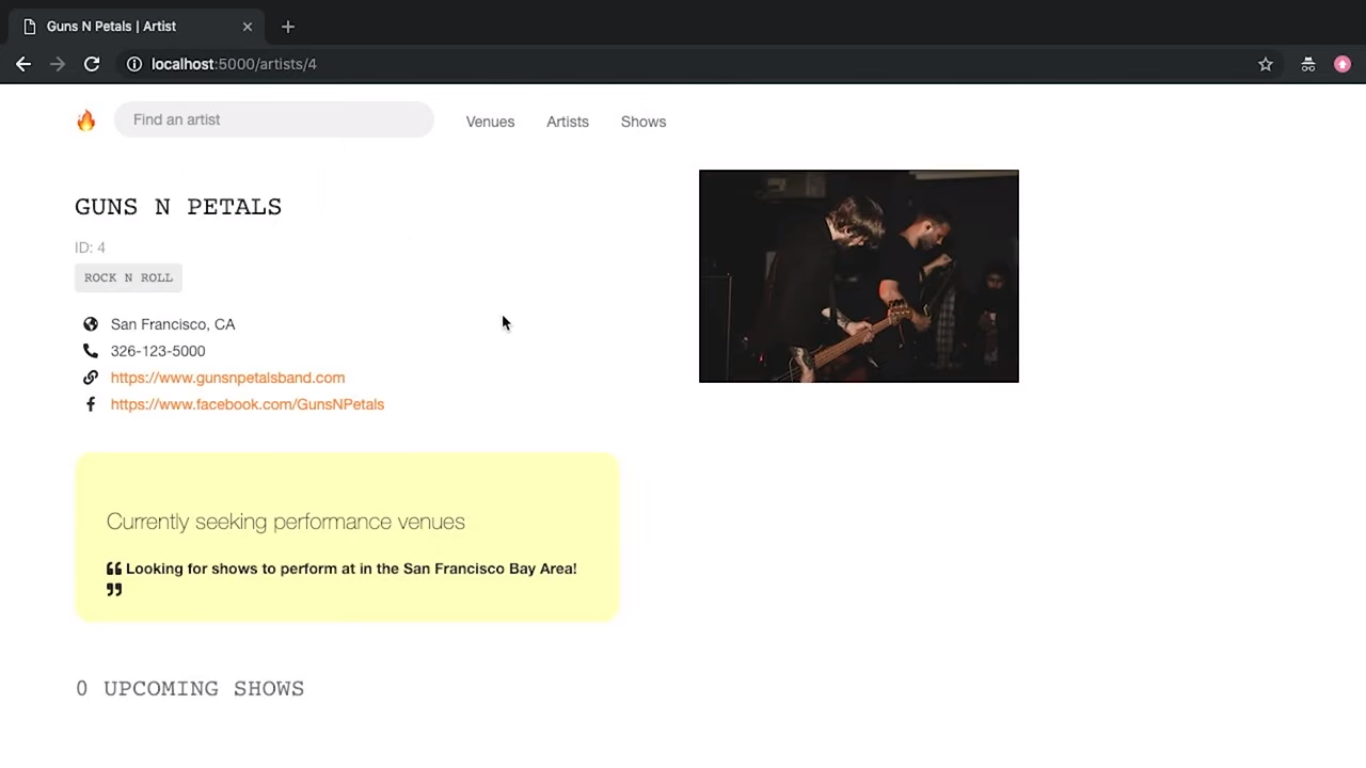 Guns N Petals | Artist
localhost:5000/artists/4
Find an artist
Venues Artists Shows
GUNS N PETALS
ID: 4
ROCK N ROLL
San Francisco, CA
326-123-5000
https://www.gunsnpetalsband.com
https://www.facebook.com/GunsNPetals
Currently seeking performance venues
❝ Looking for shows to perform at in the San Francisco Bay Area!
❞
0 UPCOMING SHOWS